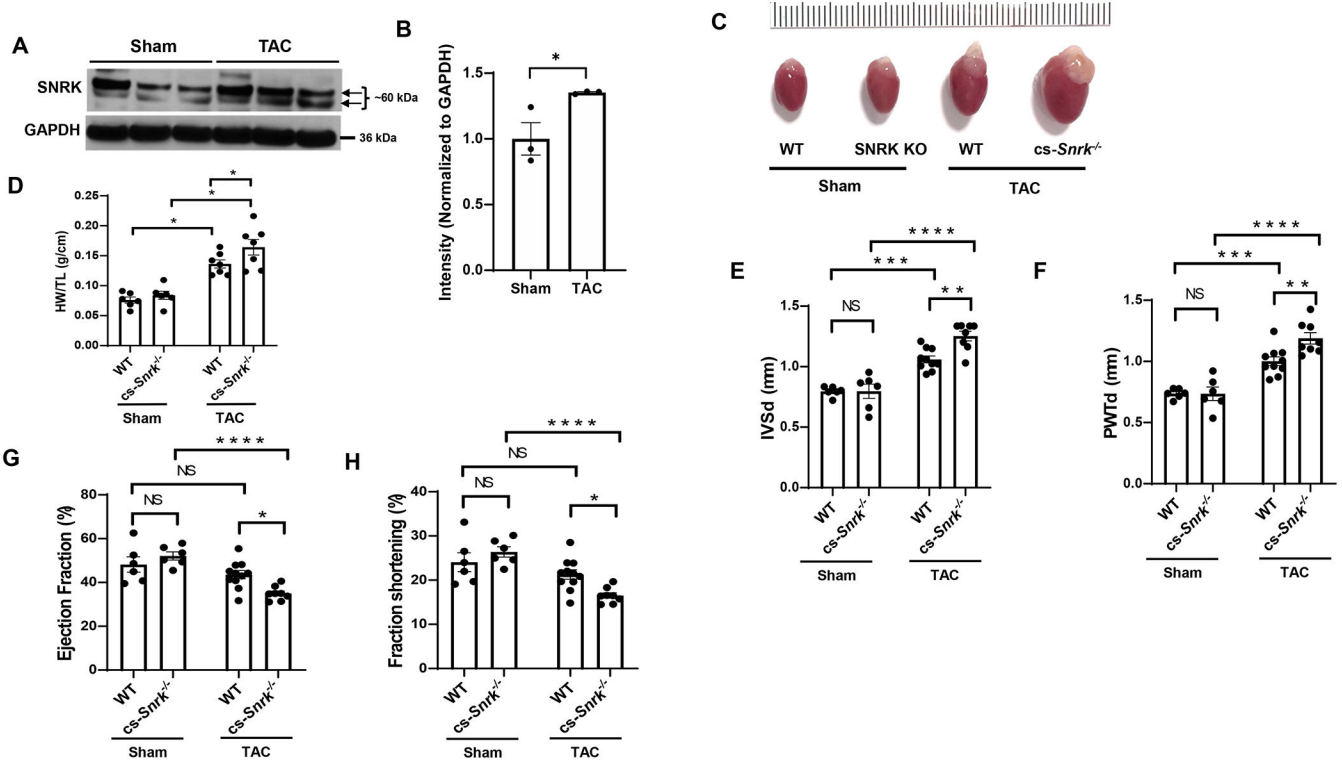 A
Sham
TAC
SNRK
~60 kDa
GAPDH
36 kDa
B
Intensity (Normalized to GAPDH)
1.5
1.0
0.5
0.0
*
Sham
TAC
C
WT
SNRK KO
WT
cs-Snrk-/-
Sham
TAC
D
HW/TL (g/cm)
0.25
0.20
0.15
0.10
0.05
0.00
*
*
*
WT
cs-Snrk-/-
WT
cs-Snrk-/-
Sham
TAC
E
IVSd (mm)
1.5
1.0
0.5
0.0
****
***
**
NS
WT
cs-Snrk-/-
WT
cs-Snrk-/-
Sham
TAC
F
PWTd (mm)
1.5
1.0
0.5
0.0
****
***
**
NS
WT
cs-Snrk-/-
WT
cs-Snrk-/-
Sham
TAC
G
Ejection Fraction (%)
80
60
40
20
0
****
NS
NS
*
WT
cs-Snrk-/-
WT
cs-Snrk-/-
Sham
TAC
H
Fraction shortening (%)
40
30
20
10
0
****
NS
NS
*
WT
cs-Snrk-/-
WT
cs-Snrk-/-
Sham
TAC